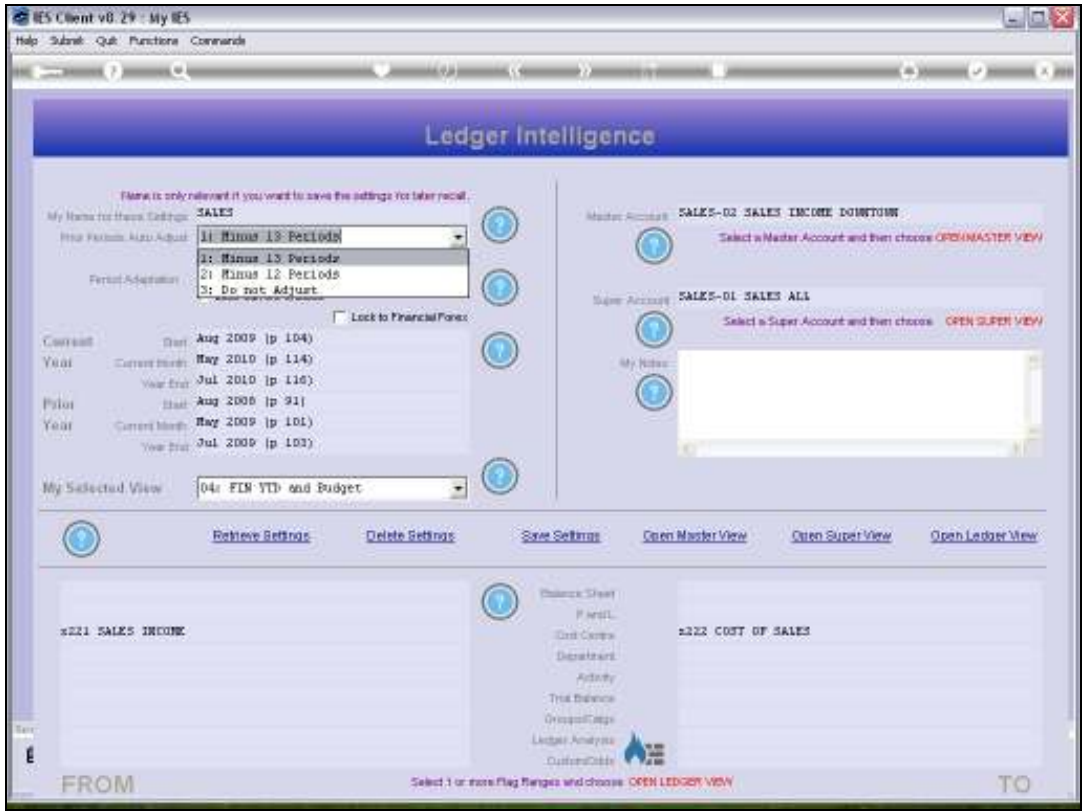 IES Client v8.29 : My IES
Help Submit Quit Functions Commands
Ledger Intelligence
Name is only relevant if you want to save the settings for later recall.
My Name for these Settings SALES
Prior Periods Auto Adjust 1: Minus 13 Periods
1: Minus 13 Periods
2: Minus 12 Periods
3: Do not Adjust
Period Adaptation
Lock to Financial Forex
Current Start Aug 2009 (p 104)
Year Current Month May 2010 (p 114)
Year End Jul 2010 (p 116)
Prior Start Aug 2008 (p 91)
Year Current Month May 2009 (p 101)
Year End Jul 2009 (p 103)
My Selected View 04: FIN YTD and Budget
Master Account SALES-02 SALES INCOME DOWNTOWN
Select a Master Account and then choose OPEN MASTER VIEW
Super Account SALES-01 SALES ALL
Select a Super Account and then choose OPEN SUPER VIEW
My Notes
Retrieve Settings Delete Settings Save Settings Open Master View Open Super View Open Ledger View
Balance Sheet
P and L
s221 SALES INCOME Cost Centre s222 COST OF SALES
Department
Activity
Trial Balance
Groups/Categs
Ledger Analysis
Custom/Odds
FROM Select 1 or more Flag Ranges and choose OPEN LEDGER VIEW TO